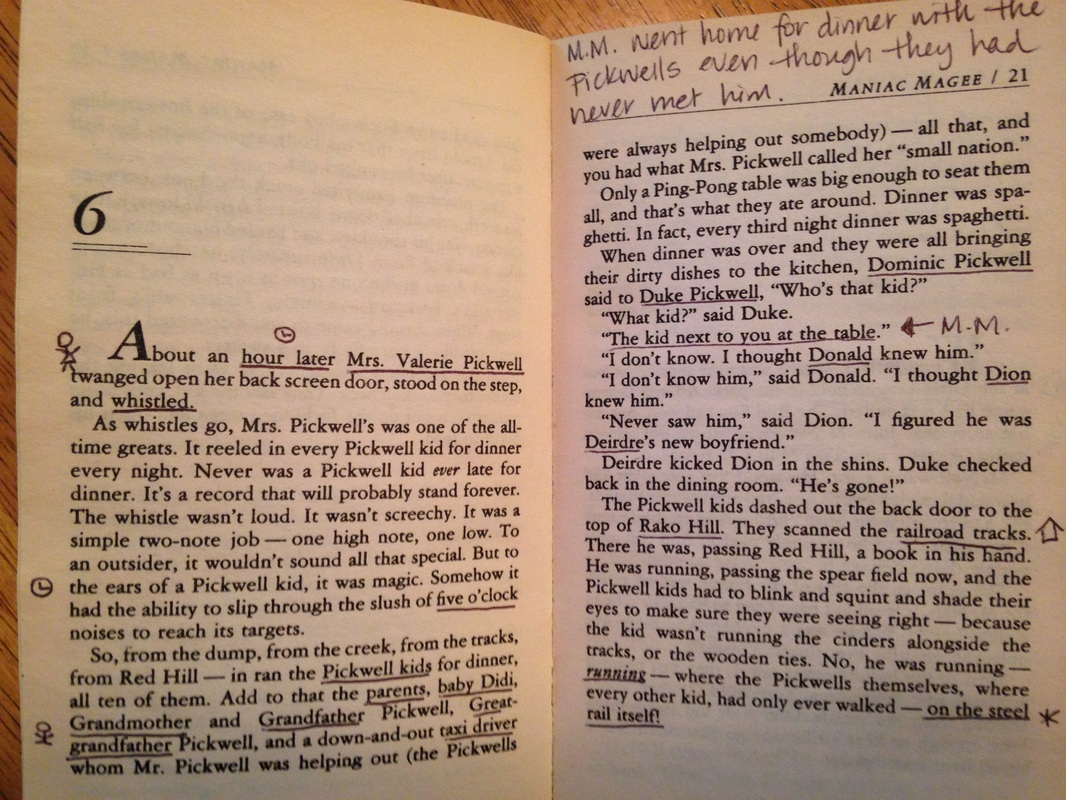 6
About an hour later Mrs. Valerie Pickwell
twanged open her back screen door, stood on the step,
and whistled.
As whistles go, Mrs. Pickwell's was one of the all-
time greats. It reeled in every Pickwell kid for dinner
every night. Never was a Pickwell kid ever late for
dinner. It's a record that will probably stand forever.
The whistle wasn't loud. It wasn't screechy. It was a
simple two-note job — one high note, one low. To
an outsider, it wouldn't sound all that special. But to
the ears of a Pickwell kid, it was magic. Somehow it
had the ability to slip through the slush of five o'clock
noises to reach its targets.
So, from the dump, from the creek, from the tracks,
from Red Hill — in ran the Pickwell kids for dinner,
all ten of them. Add to that the parents, baby Didi,
Grandmother and Grandfather Pickwell, Great-
grandfather Pickwell, and a down-and-out taxi driver
whom Mr. Pickwell was helping out (the Pickwells
M.M. went home for dinner with the
Pickwells even though they had
never met him.
MANIAC MAGEE / 21
were always helping out somebody) — all that, and
you had what Mrs. Pickwell called her “small nation.”
Only a Ping-Pong table was big enough to seat them
all, and that's what they ate around. Dinner was spa-
ghetti. In fact, every third night dinner was spaghetti.
When dinner was over and they were all bringing
their dirty dishes to the kitchen, Dominic Pickwell
said to Duke Pickwell, “Who's that kid?”
“What kid?” said Duke.
“The kid next to you at the table.” ← M.M.
“I don't know. I thought Donald knew him.”
“I don't know him,” said Donald. “I thought Dion
knew him.”
“Never saw him,” said Dion. “I figured he was
Deirdre's new boyfriend.”
Deirdre kicked Dion in the shins. Duke checked
back in the dining room. “He's gone!”
The Pickwell kids dashed out the back door to the
top of Rako Hill. They scanned the railroad tracks.
There he was, passing Red Hill, a book in his hand.
He was running, passing the spear field now, and the
Pickwell kids had to blink and squint and shade their
eyes to make sure they were seeing right — because
the kid wasn't running the cinders alongside the
tracks, or the wooden ties. No, he was running —
running — where the Pickwells themselves, where
every other kid, had only ever walked — on the steel
rail itself!